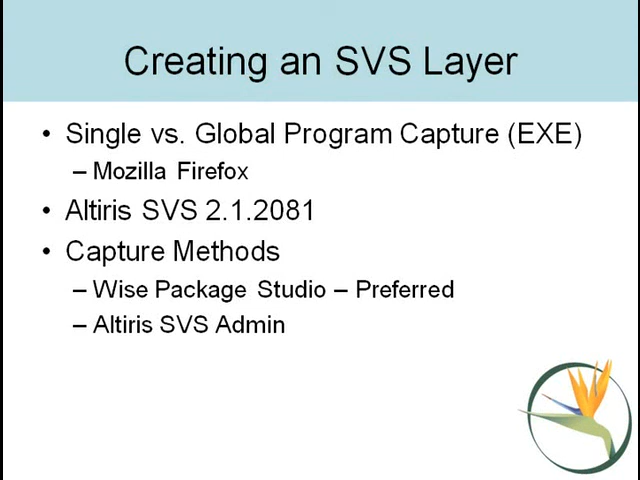 Creating an SVS Layer
• Single vs. Global Program Capture (EXE)
– Mozilla Firefox
• Altiris SVS 2.1.2081
• Capture Methods
– Wise Package Studio – Preferred
– Altiris SVS Admin